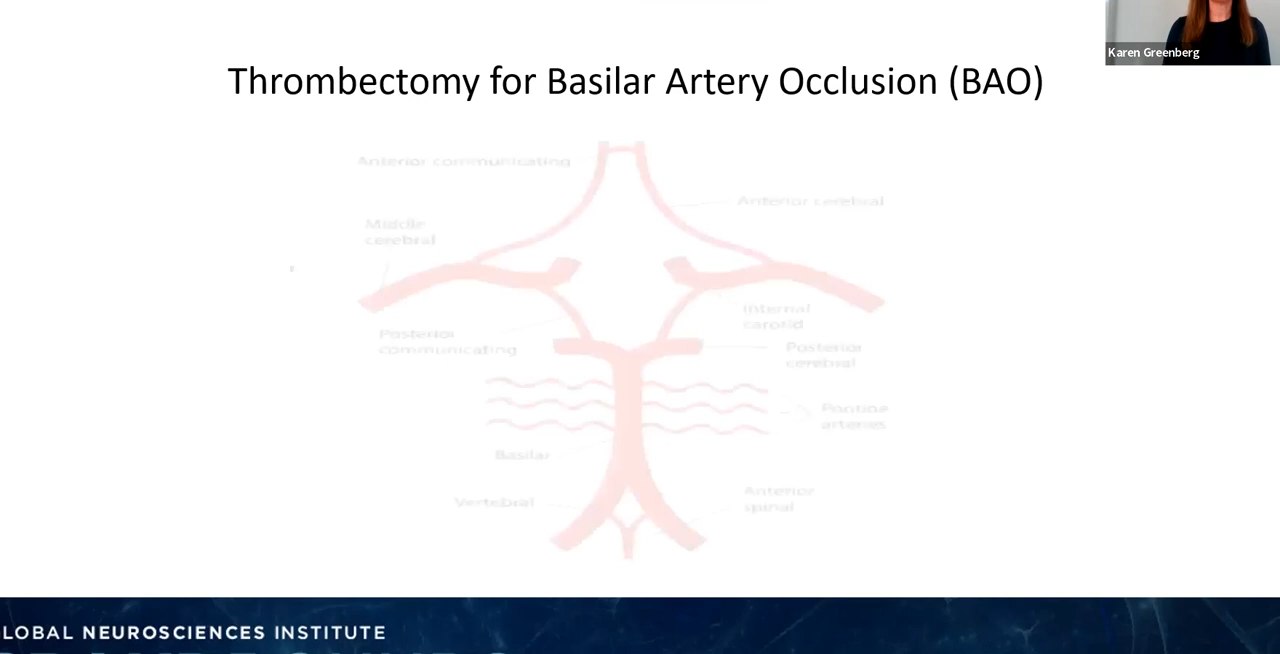 Karen Greenberg
Thrombectomy for Basilar Artery Occlusion (BAO)
Anterior communicating
Anterior cerebral
Middle
cerebral
Internal
carotid
Posterior
communicating
Posterior
cerebral
Pontine
arteries
Basilar
Vertebral
Anterior
spinal
LOBAL NEUROSCIENCES INSTITUTE